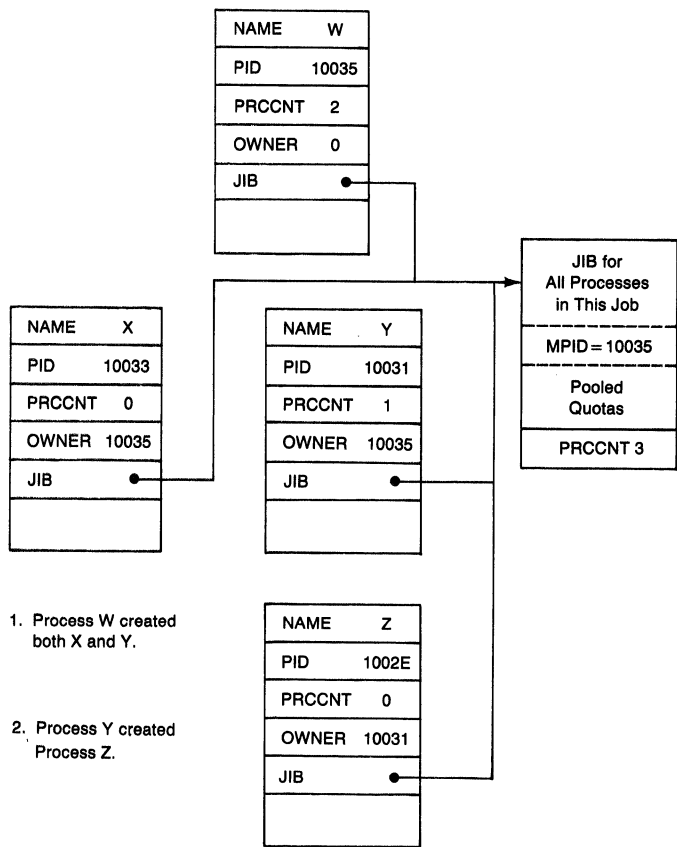 NAME W
PID 10035
PRCCNT 2
OWNER 0
JIB
JIB for
All Processes
in This Job
MPID = 10035
Pooled
Quotas
PRCCNT 3
NAME X
PID 10033
PRCCNT 0
OWNER 10035
JIB
NAME Y
PID 10031
PRCCNT 1
OWNER 10035
JIB
1. Process W created
both X and Y.
2. Process Y created
Process Z.
NAME Z
PID 1002E
PRCCNT 0
OWNER 10031
JIB